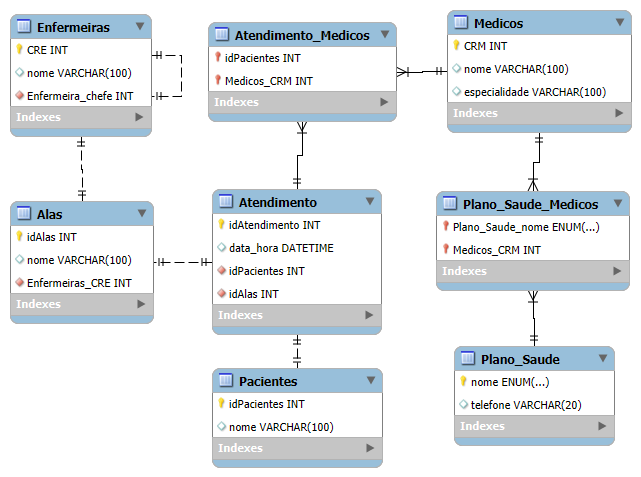 Enfermeiras
CRE INT
nome VARCHAR(100)
Enfermeira_chefe INT
Indexes
Atendimento_Medicos
idPacientes INT
Medicos_CRM INT
Indexes
Medicos
CRM INT
nome VARCHAR(100)
especialidade VARCHAR(100)
Indexes
Alas
idAlas INT
nome VARCHAR(100)
Enfermeiras_CRE INT
Indexes
Atendimento
idAtendimento INT
data_hora DATETIME
idPacientes INT
idAlas INT
Indexes
Plano_Saude_Medicos
Plano_Saude_nome ENUM(...)
Medicos_CRM INT
Indexes
Pacientes
idPacientes INT
nome VARCHAR(100)
Indexes
Plano_Saude
nome ENUM(...)
telefone VARCHAR(20)
Indexes